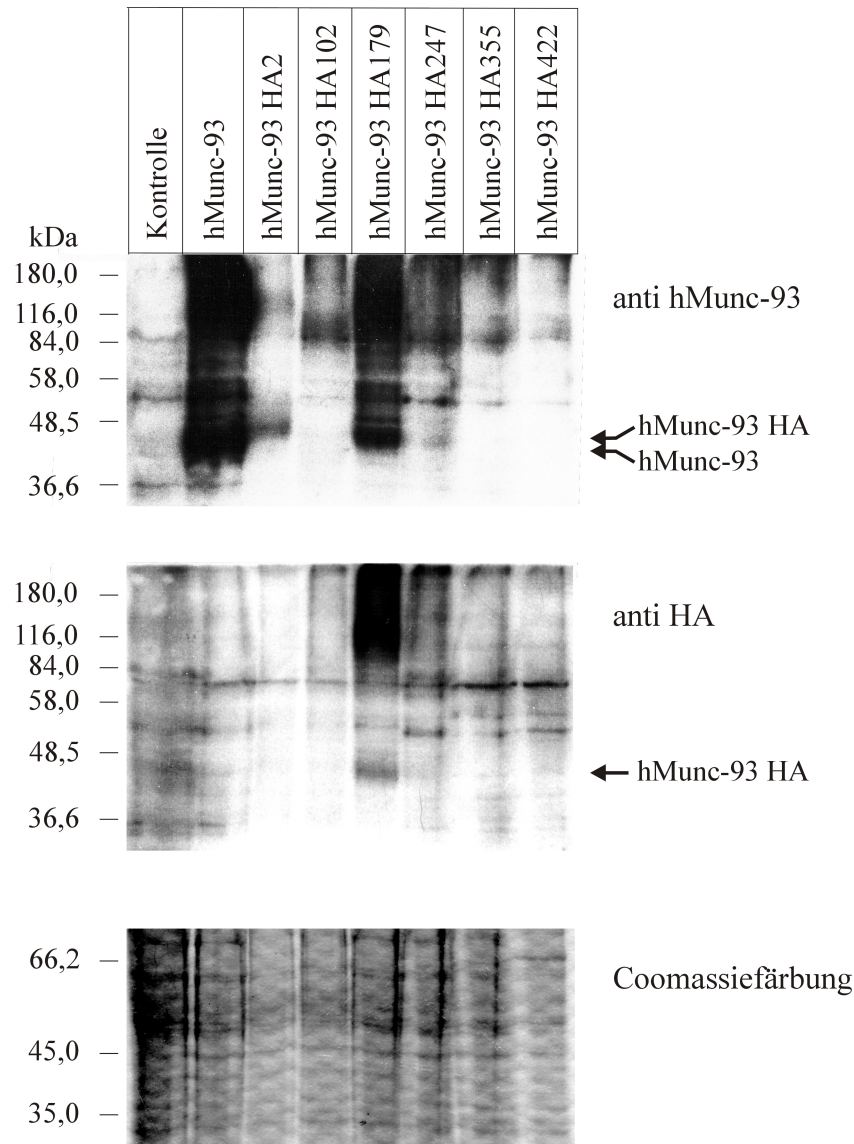 Kontrolle
hMunc-93
hMunc-93 HA2
hMunc-93 HA102
hMunc-93 HA179
hMunc-93 HA247
hMunc-93 HA355
hMunc-93 HA422
kDa
180,0
116,0
84,0
58,0
48,5
36,6
anti hMunc-93
hMunc-93 HA
hMunc-93
180,0
116,0
84,0
58,0
48,5
36,6
anti HA
hMunc-93 HA
66,2
45,0
35,0
Coomassiefärbung